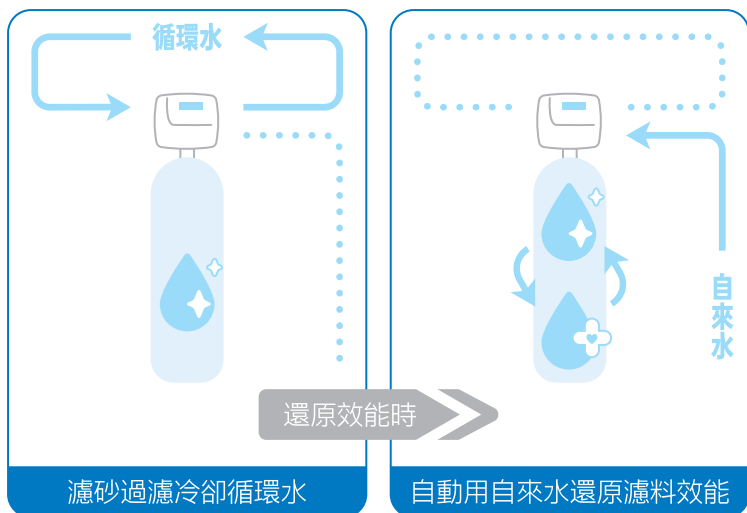 循環水
自來水
還原效能時
濾砂過濾冷卻循環水
自動用自來水還原濾料效能